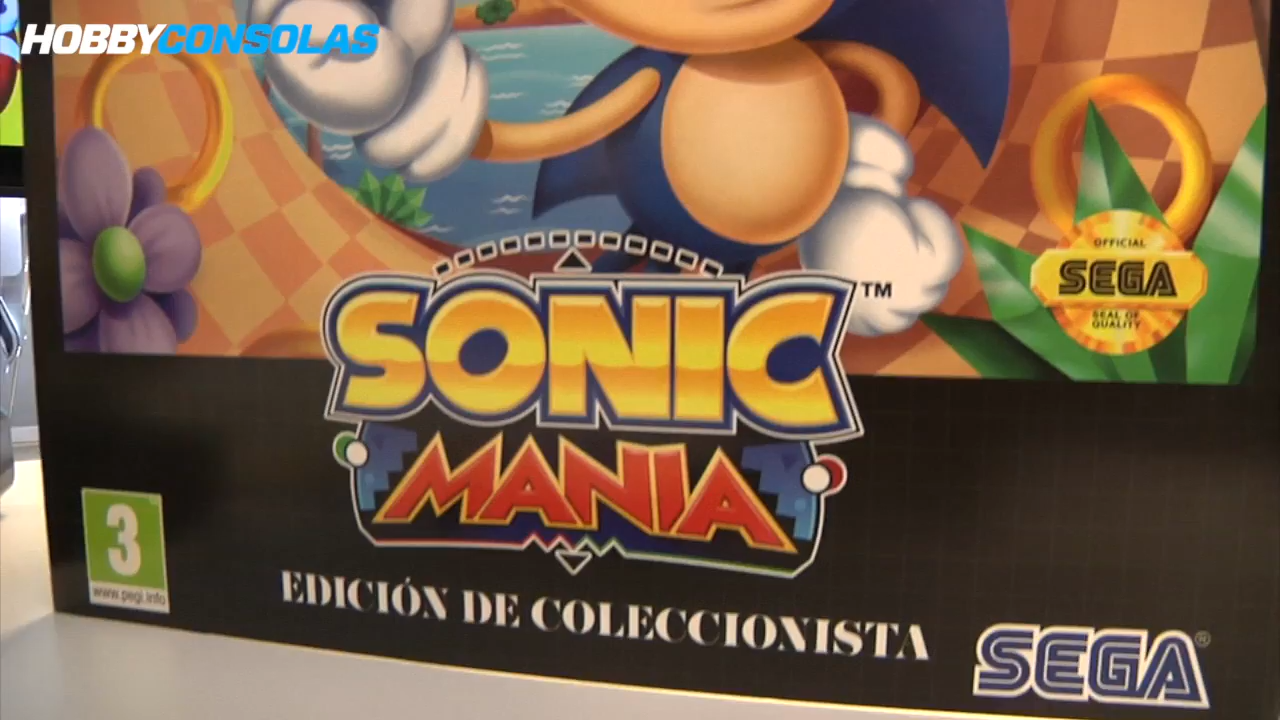 HOBBYCONSOLAS
OFFICIAL
SEGA
SEAL OF
QUALITY
SONIC TM
MANIA
3
www.pegi.info
EDICIÓN DE COLECCIONISTA
SEGA®